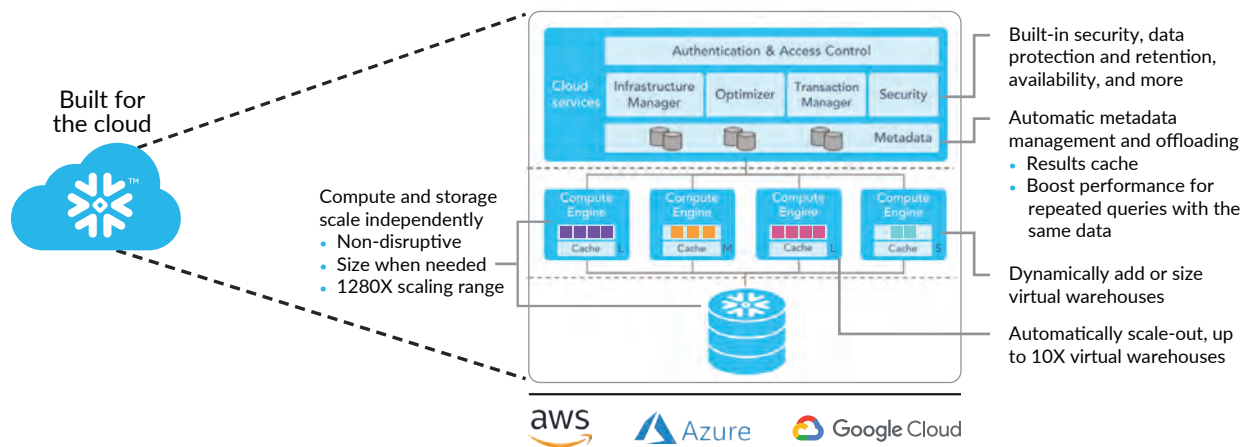 Built for
the cloud
TM
Compute and storage
scale independently
• Non-disruptive
• Size when needed
• 1280X scaling range
Cloud
services
Authentication & Access Control
Infrastructure
Manager
Optimizer
Transaction
Manager
Security
Metadata
Compute
Engine
Cache
L
Compute
Engine
Cache
M
Compute
Engine
Cache
L
Compute
Engine
Cache
S
Built-in security, data
protection and retention,
availability, and more
Automatic metadata
management and offloading
• Results cache
• Boost performance for
repeated queries with the
same data
Dynamically add or size
virtual warehouses
Automatically scale-out, up
to 10X virtual warehouses
aws
Azure
Google Cloud